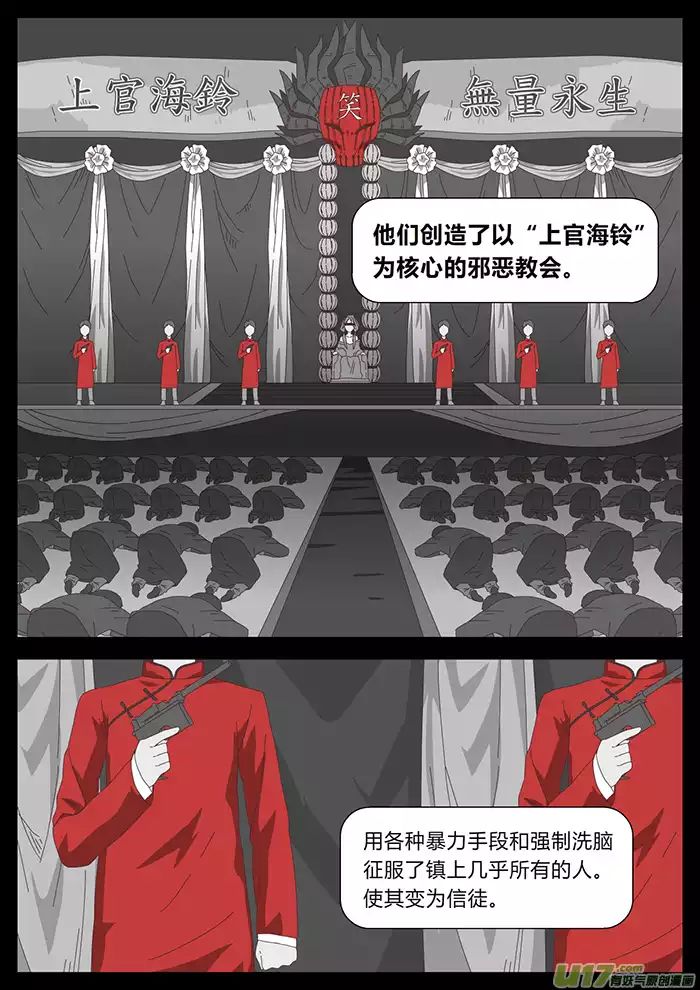 上官海鈴
笑
無量永生
他们创造了以“上官海铃”
为核心的邪恶教会。
用各种暴力手段和强制洗脑
征服了镇上几乎所有的人。
使其变为信徒。
U17.com
有妖气原创漫画